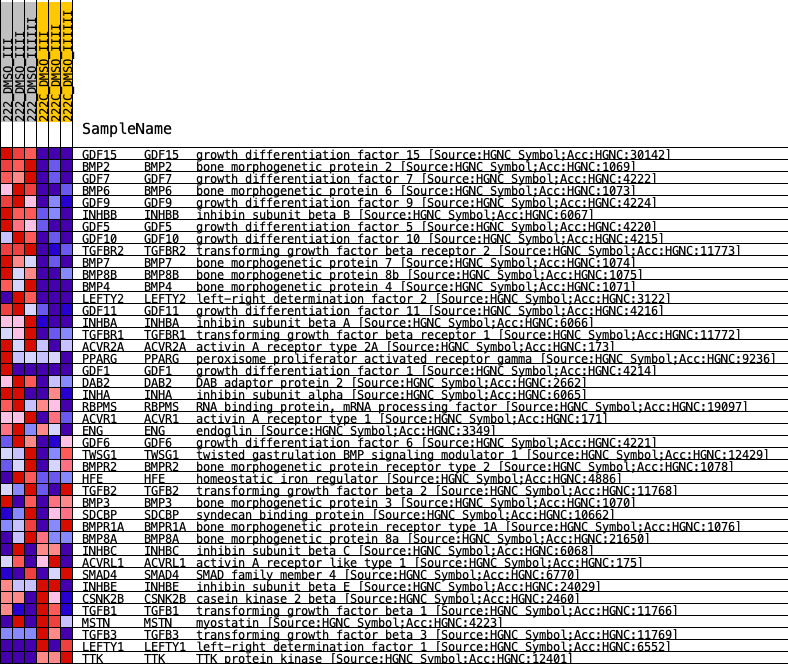 222_DMSO_III
222_DMSO_IIII
222_DMSO_IIIIII
222C_DMSO_III
222C_DMSO_IIII
222C_DMSO_IIIIII
SampleName
GDF15 GDF15 growth differentiation factor 15 [Source:HGNC Symbol;Acc:HGNC:30142]
BMP2 BMP2 bone morphogenetic protein 2 [Source:HGNC Symbol;Acc:HGNC:1069]
GDF7 GDF7 growth differentiation factor 7 [Source:HGNC Symbol;Acc:HGNC:4222]
BMP6 BMP6 bone morphogenetic protein 6 [Source:HGNC Symbol;Acc:HGNC:1073]
GDF9 GDF9 growth differentiation factor 9 [Source:HGNC Symbol;Acc:HGNC:4224]
INHBB INHBB inhibin subunit beta B [Source:HGNC Symbol;Acc:HGNC:6067]
GDF5 GDF5 growth differentiation factor 5 [Source:HGNC Symbol;Acc:HGNC:4220]
GDF10 GDF10 growth differentiation factor 10 [Source:HGNC Symbol;Acc:HGNC:4215]
TGFBR2 TGFBR2 transforming growth factor beta receptor 2 [Source:HGNC Symbol;Acc:HGNC:11773]
BMP7 BMP7 bone morphogenetic protein 7 [Source:HGNC Symbol;Acc:HGNC:1074]
BMP8B BMP8B bone morphogenetic protein 8b [Source:HGNC Symbol;Acc:HGNC:1075]
BMP4 BMP4 bone morphogenetic protein 4 [Source:HGNC Symbol;Acc:HGNC:1071]
LEFTY2 LEFTY2 left-right determination factor 2 [Source:HGNC Symbol;Acc:HGNC:3122]
GDF11 GDF11 growth differentiation factor 11 [Source:HGNC Symbol;Acc:HGNC:4216]
INHBA INHBA inhibin subunit beta A [Source:HGNC Symbol;Acc:HGNC:6066]
TGFBR1 TGFBR1 transforming growth factor beta receptor 1 [Source:HGNC Symbol;Acc:HGNC:11772]
ACVR2A ACVR2A activin A receptor type 2A [Source:HGNC Symbol;Acc:HGNC:173]
PPARG PPARG peroxisome proliferator activated receptor gamma [Source:HGNC Symbol;Acc:HGNC:9236]
GDF1 GDF1 growth differentiation factor 1 [Source:HGNC Symbol;Acc:HGNC:4214]
DAB2 DAB2 DAB adaptor protein 2 [Source:HGNC Symbol;Acc:HGNC:2662]
INHA INHA inhibin subunit alpha [Source:HGNC Symbol;Acc:HGNC:6065]
RBPMS RBPMS RNA binding protein, mRNA processing factor [Source:HGNC Symbol;Acc:HGNC:19097]
ACVR1 ACVR1 activin A receptor type 1 [Source:HGNC Symbol;Acc:HGNC:171]
ENG ENG endoglin [Source:HGNC Symbol;Acc:HGNC:3349]
GDF6 GDF6 growth differentiation factor 6 [Source:HGNC Symbol;Acc:HGNC:4221]
TWSG1 TWSG1 twisted gastrulation BMP signaling modulator 1 [Source:HGNC Symbol;Acc:HGNC:12429]
BMPR2 BMPR2 bone morphogenetic protein receptor type 2 [Source:HGNC Symbol;Acc:HGNC:1078]
HFE HFE homeostatic iron regulator [Source:HGNC Symbol;Acc:HGNC:4886]
TGFB2 TGFB2 transforming growth factor beta 2 [Source:HGNC Symbol;Acc:HGNC:11768]
BMP3 BMP3 bone morphogenetic protein 3 [Source:HGNC Symbol;Acc:HGNC:1070]
SDCBP SDCBP syndecan binding protein [Source:HGNC Symbol;Acc:HGNC:10662]
BMPR1A BMPR1A bone morphogenetic protein receptor type 1A [Source:HGNC Symbol;Acc:HGNC:1076]
BMP8A BMP8A bone morphogenetic protein 8a [Source:HGNC Symbol;Acc:HGNC:21650]
INHBC INHBC inhibin subunit beta C [Source:HGNC Symbol;Acc:HGNC:6068]
ACVRL1 ACVRL1 activin A receptor like type 1 [Source:HGNC Symbol;Acc:HGNC:175]
SMAD4 SMAD4 SMAD family member 4 [Source:HGNC Symbol;Acc:HGNC:6770]
INHBE INHBE inhibin subunit beta E [Source:HGNC Symbol;Acc:HGNC:24029]
CSNK2B CSNK2B casein kinase 2 beta [Source:HGNC Symbol;Acc:HGNC:2460]
TGFB1 TGFB1 transforming growth factor beta 1 [Source:HGNC Symbol;Acc:HGNC:11766]
MSTN MSTN myostatin [Source:HGNC Symbol;Acc:HGNC:4223]
TGFB3 TGFB3 transforming growth factor beta 3 [Source:HGNC Symbol;Acc:HGNC:11769]
LEFTY1 LEFTY1 left-right determination factor 1 [Source:HGNC Symbol;Acc:HGNC:6552]
TTK TTK TTK protein kinase [Source:HGNC Symbol;Acc:HGNC:12401]